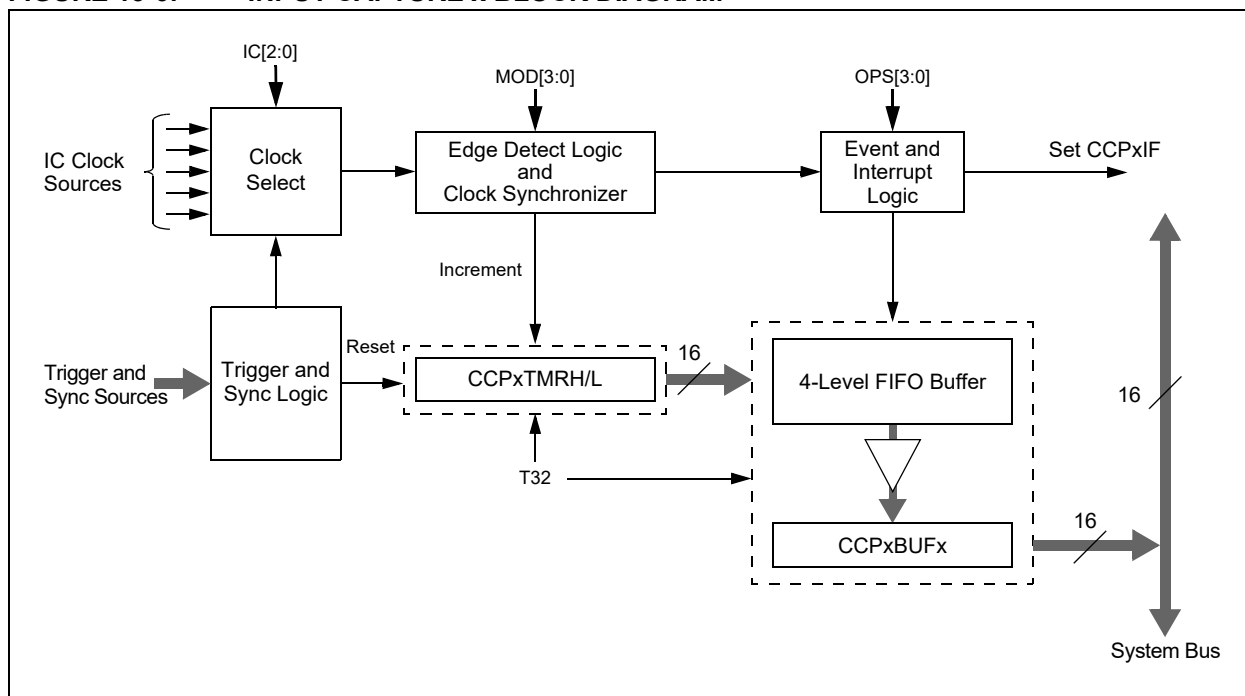 IC[2:0]
MOD[3:0]
OPS[3:0]
IC Clock
Sources
Clock
Select
Edge Detect Logic
and
Clock Synchronizer
Event and
Interrupt
Logic
Set CCPxIF
Increment
Trigger and
Sync Sources
Trigger and
Sync Logic
Reset
CCPxTMRH/L
16
4-Level FIFO Buffer
16
T32
CCPxBUFx
16
System Bus